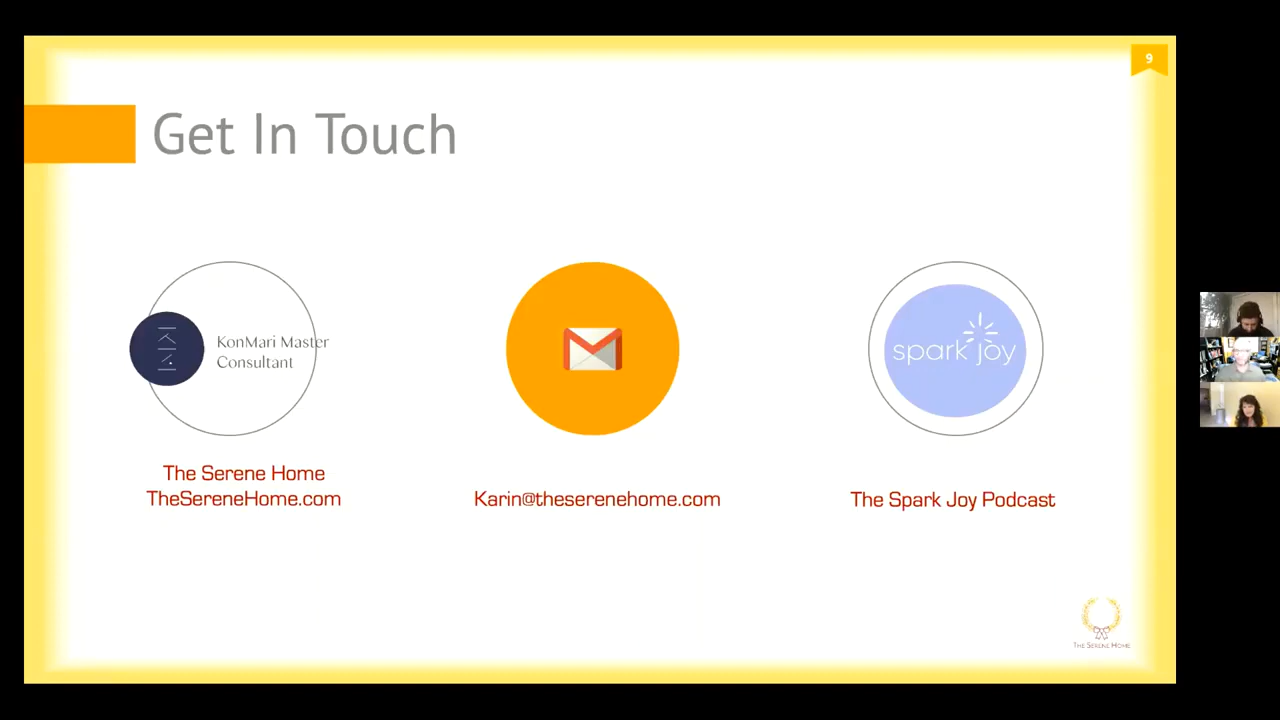 9
Get In Touch
KonMari Master
Consultant
spark joy
The Serene Home
TheSereneHome.com
Karin@theserenehome.com
The Spark Joy Podcast
The Serene Home